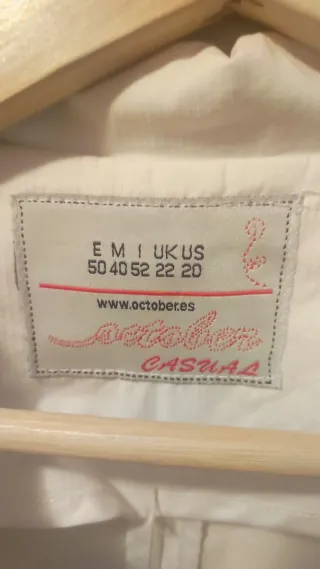 E M I UK US
50 40 52 22 20
www.october.es
october
CASUAL